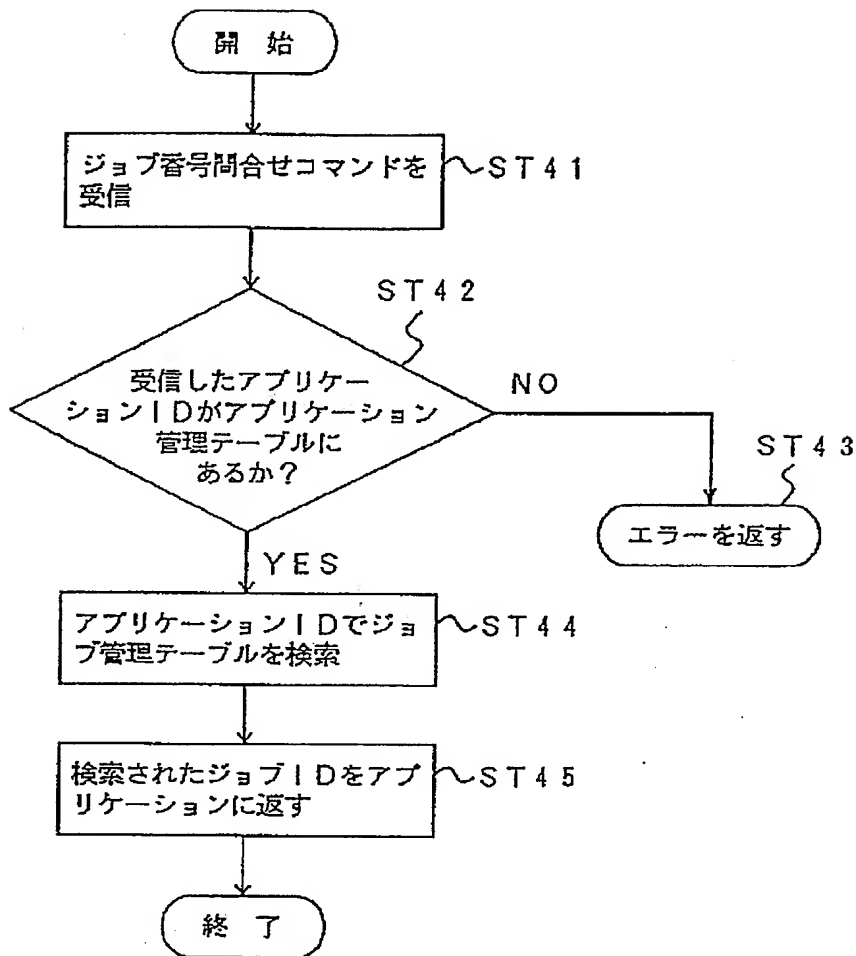 開 始
ジョブ番号問合せコマンドを
受信
ST41
ST42
受信したアプリケー
ションIDがアプリケーション
管理テーブルに
あるか?
NO
ST43
エラーを返す
YES
アプリケーションIDでジョ
ブ管理テーブルを検索
ST44
検索されたジョブIDをアプ
リケーションに返す
ST45
終 了